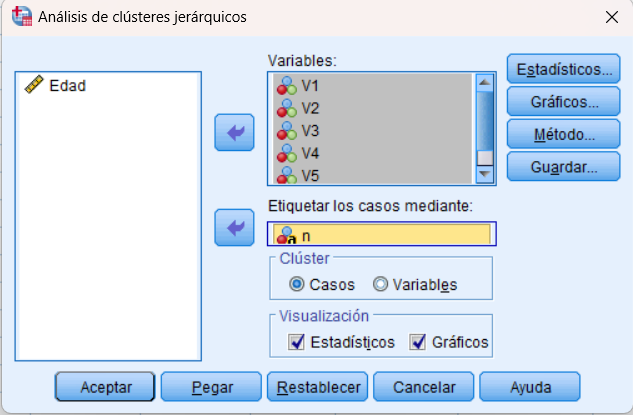 Análisis de clústeres jerárquicos
Edad
Variables:
V1
V2
V3
V4
V5
Etiquetar los casos mediante:
n
Clúster
Casos Variables
Visualización
Estadísticos Gráficos
Estadísticos...
Gráficos...
Método...
Guardar...
Aceptar Pegar Restablecer Cancelar Ayuda